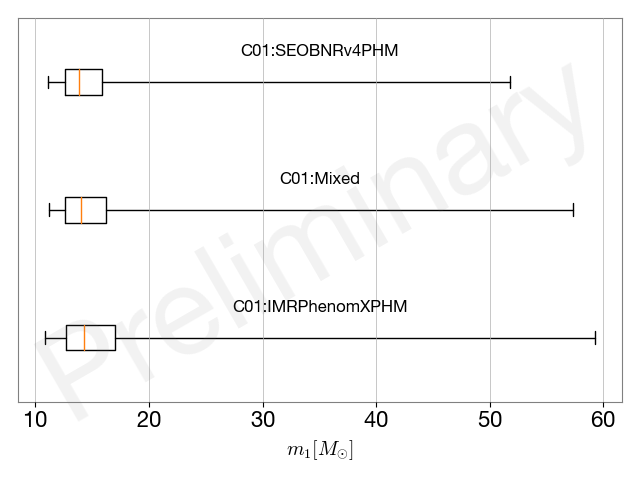 C01:SEOBNRv4PHM
C01:Mixed
C01:IMRPhenomXPHM
Preliminary
10 20 30 40 50 60
m₁[M☉]